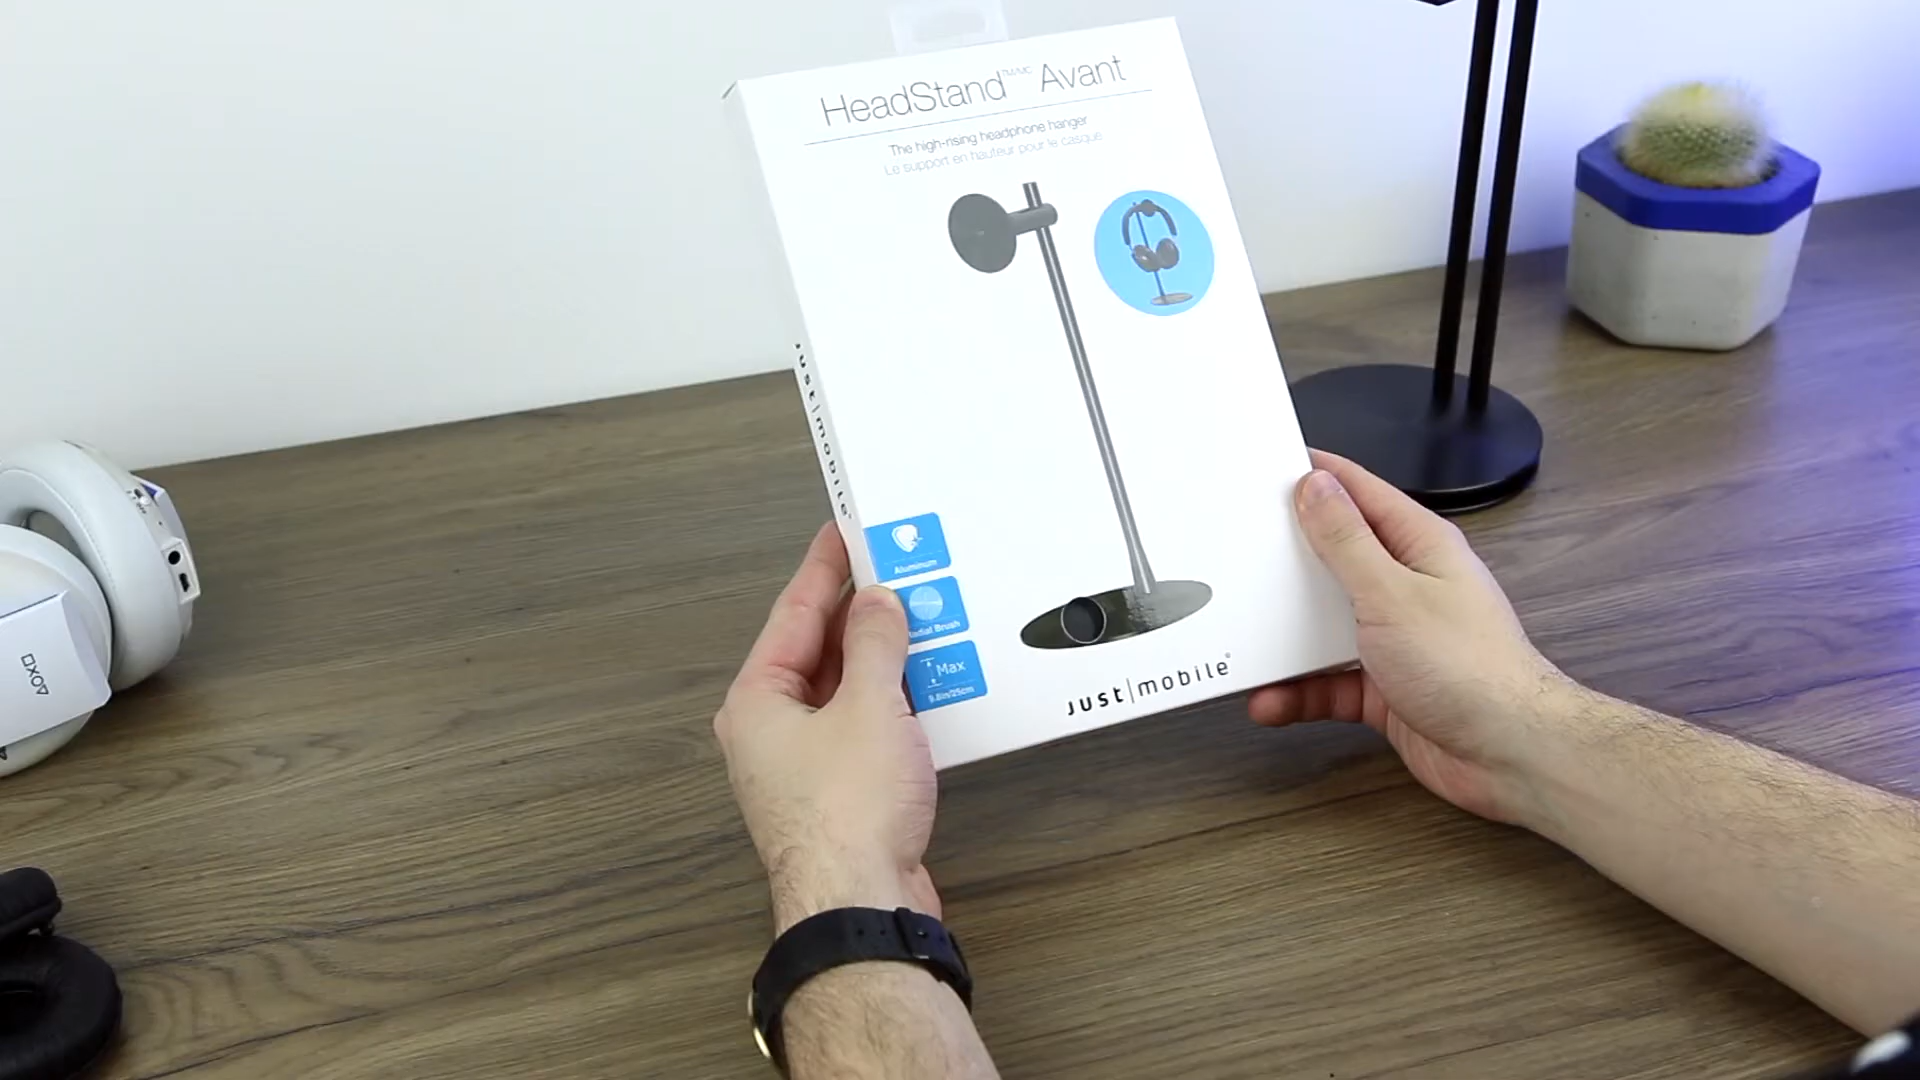 HeadStand™/MC Avant
The high-rising headphone hanger
Le support en hauteur pour le casque
just|mobile®
Aluminum
Radial Brush
Max
9.8in/25cm
just|mobile®